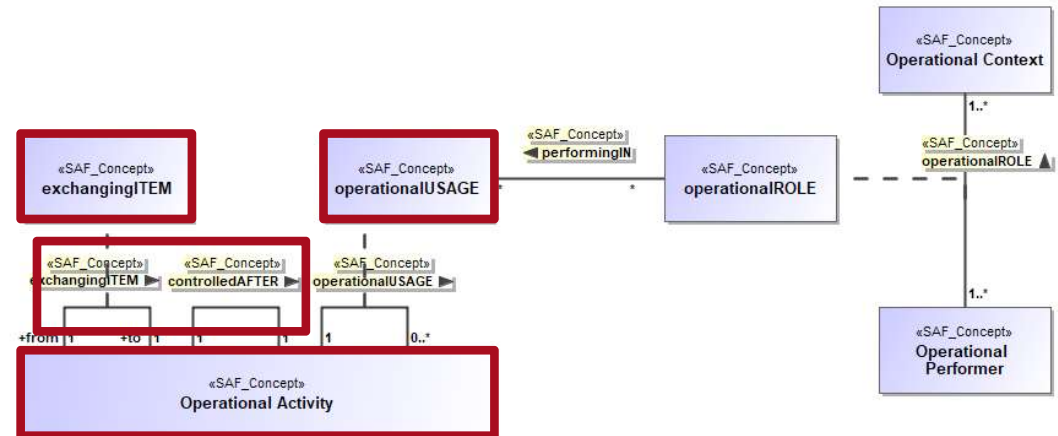 «SAF_Concept»
Operational Context
1..*
«SAF_Concept»
operationalROLE
«SAF_Concept»
performingIN
«SAF_Concept»
exchangingITEM
«SAF_Concept»
operationalUSAGE
*
*
«SAF_Concept»
operationalROLE
«SAF_Concept»
exchangingITEM
«SAF_Concept»
controlledAFTER
«SAF_Concept»
operationalUSAGE
1..*
+from 1
+to 1
1
1
1
0..*
«SAF_Concept»
Operational
Performer
«SAF_Concept»
Operational Activity